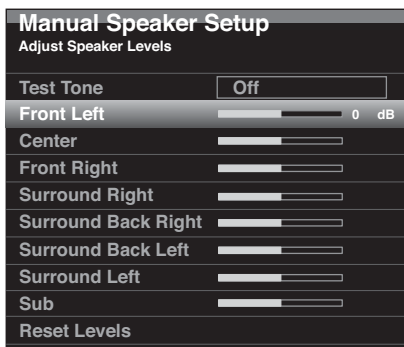 Manual Speaker Setup
Adjust Speaker Levels
Test Tone Off
Front Left 0 dB
Center
Front Right
Surround Right
Surround Back Right
Surround Back Left
Surround Left
Sub
Reset Levels